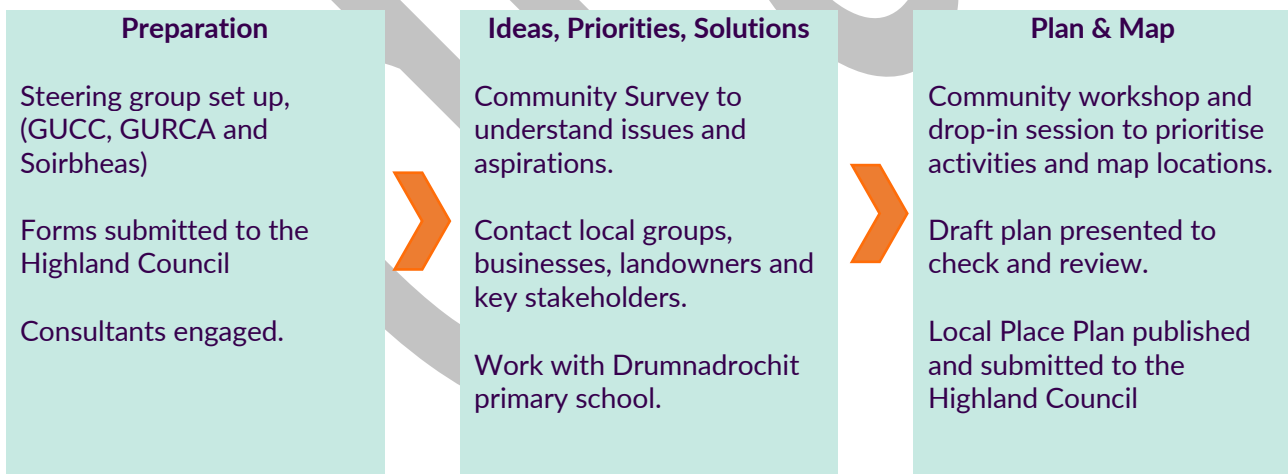 Preparation
Steering group set up,
(GUCC, GURCA and
Soirbheas)
Forms submitted to the
Highland Council
Consultants engaged.
Ideas, Priorities, Solutions
Community Survey to
understand issues and
aspirations.
Contact local groups,
businesses, landowners and
key stakeholders.
Work with Drumnadrochit
primary school.
Plan & Map
Community workshop and
drop-in session to prioritise
activities and map locations.
Draft plan presented to
check and review.
Local Place Plan published
and submitted to the
Highland Council